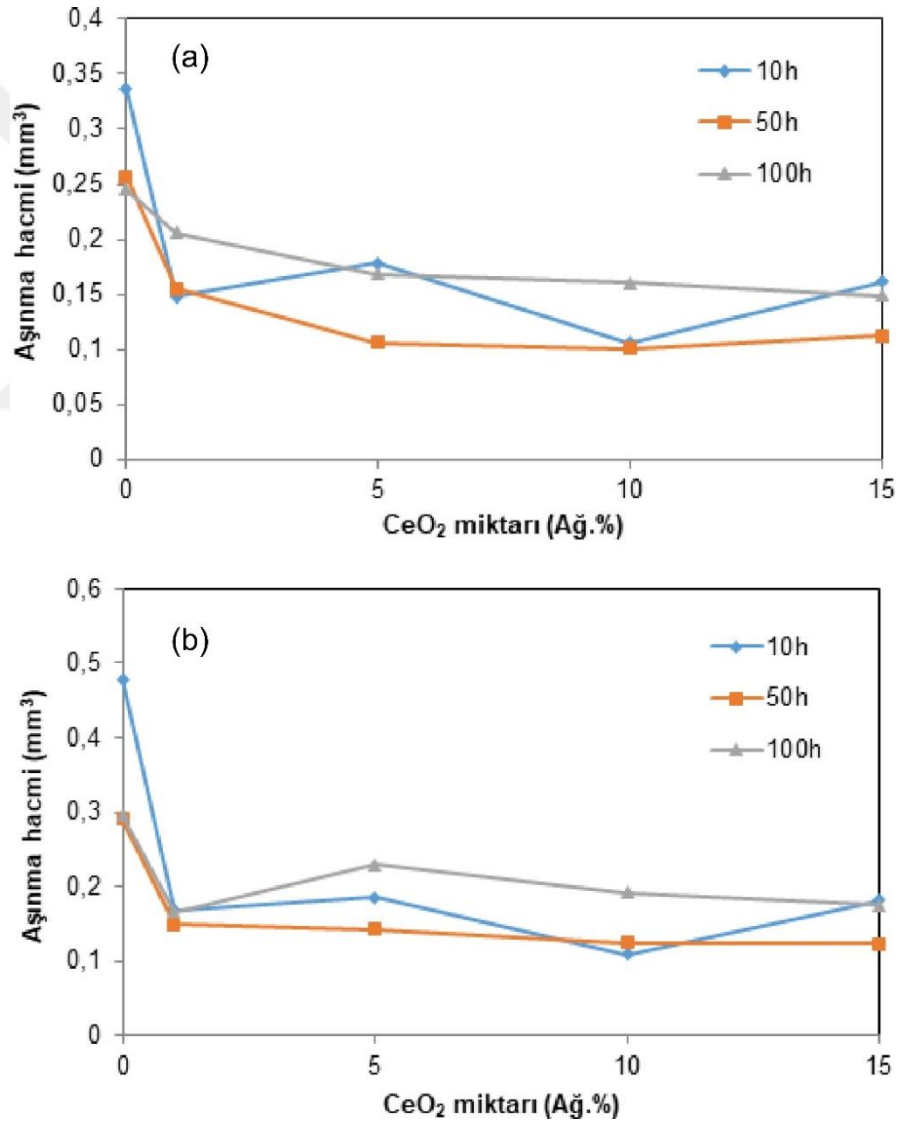 (a)
10h
50h
100h
Aşınma hacmi (mm³)
0,4
0,35
0,3
0,25
0,2
0,15
0,1
0,05
0
0 5 10 15
CeO₂ miktarı (Ağ.%)
(b)
10h
50h
100h
Aşınma hacmi (mm³)
0,6
0,5
0,4
0,3
0,2
0,1
0
0 5 10 15
CeO₂ miktarı (Ağ.%)